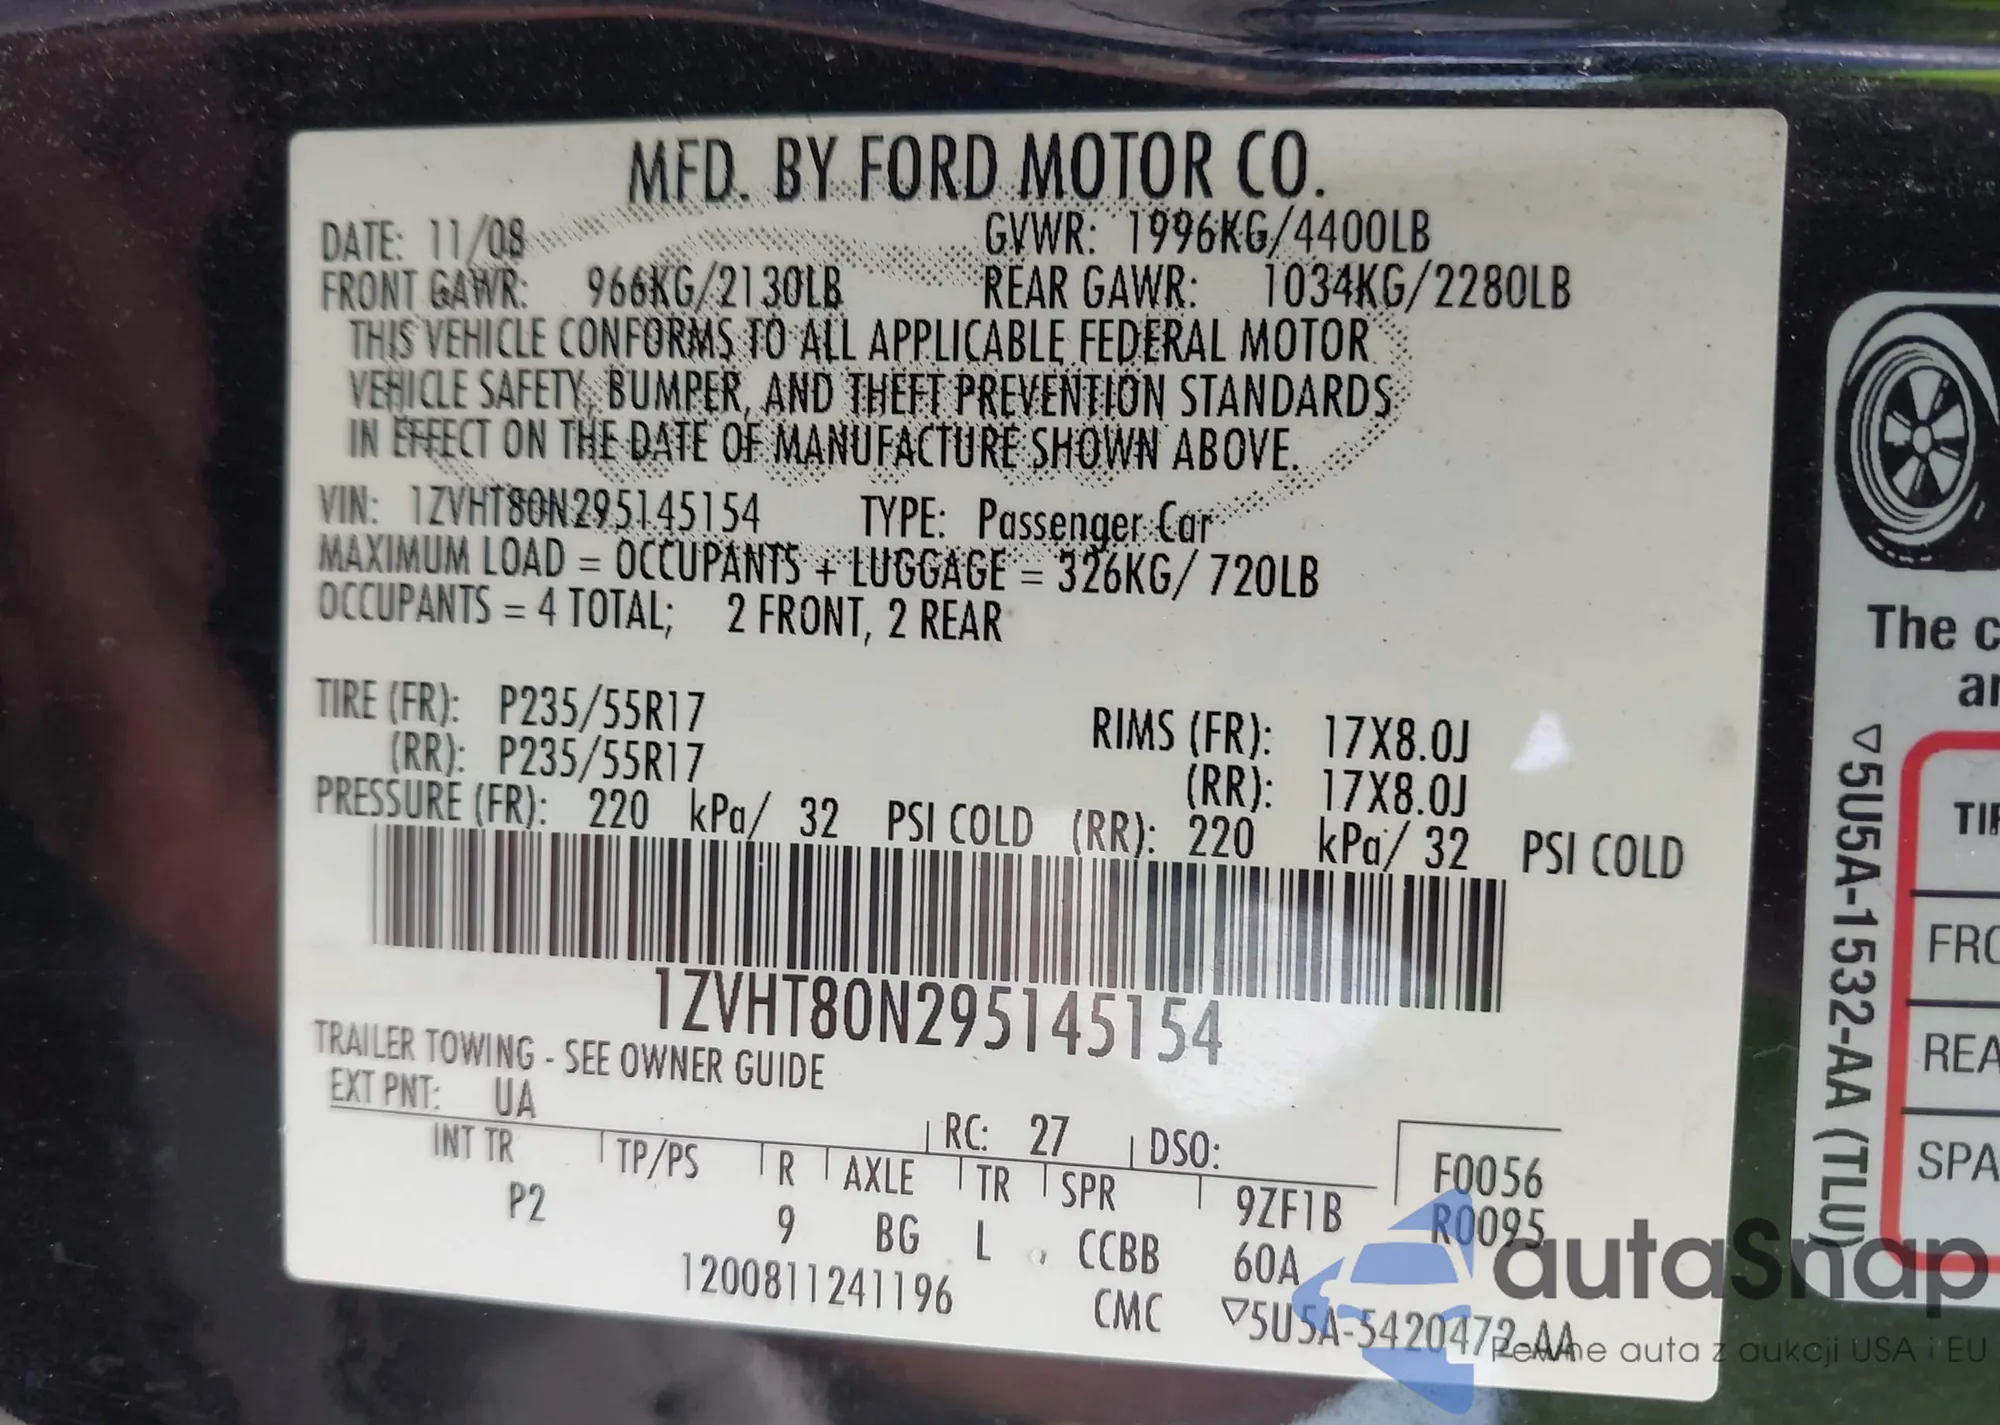 MFD. BY FORD MOTOR CO.
DATE: 11/08 GVWR: 1996KG/4400LB
FRONT GAWR: 966KG/2130LB REAR GAWR: 1034KG/2280LB
THIS VEHICLE CONFORMS TO ALL APPLICABLE FEDERAL MOTOR
VEHICLE SAFETY, BUMPER, AND THEFT PREVENTION STANDARDS
IN EFFECT ON THE DATE OF MANUFACTURE SHOWN ABOVE.
VIN: 1ZVHT80N295145154 TYPE: Passenger Car
MAXIMUM LOAD = OCCUPANTS + LUGGAGE = 326KG/ 720LB
OCCUPANTS = 4 TOTAL; 2 FRONT, 2 REAR
TIRE (FR): P235/55R17 RIMS (FR): 17X8.0J
(RR): P235/55R17 (RR): 17X8.0J
PRESSURE (FR): 220 kPa/ 32 PSI COLD (RR): 220 kPa/ 32 PSI COLD
1ZVHT80N295145154
TRAILER TOWING - SEE OWNER GUIDE
EXT PNT: UA RC: 27 DSO:
INT TR TP/PS R AXLE TR SPR 9ZF1B F0056
P2 9 BG L CCBB 60A R0095
1200811241196 CMC ▽5U5A-5420472-AA
The c
ar
▽5U5A-1532-AA (TLU)
TIR
FRO
REA
SPA
autoSnap
Pewne auta z aukcji USA i EU